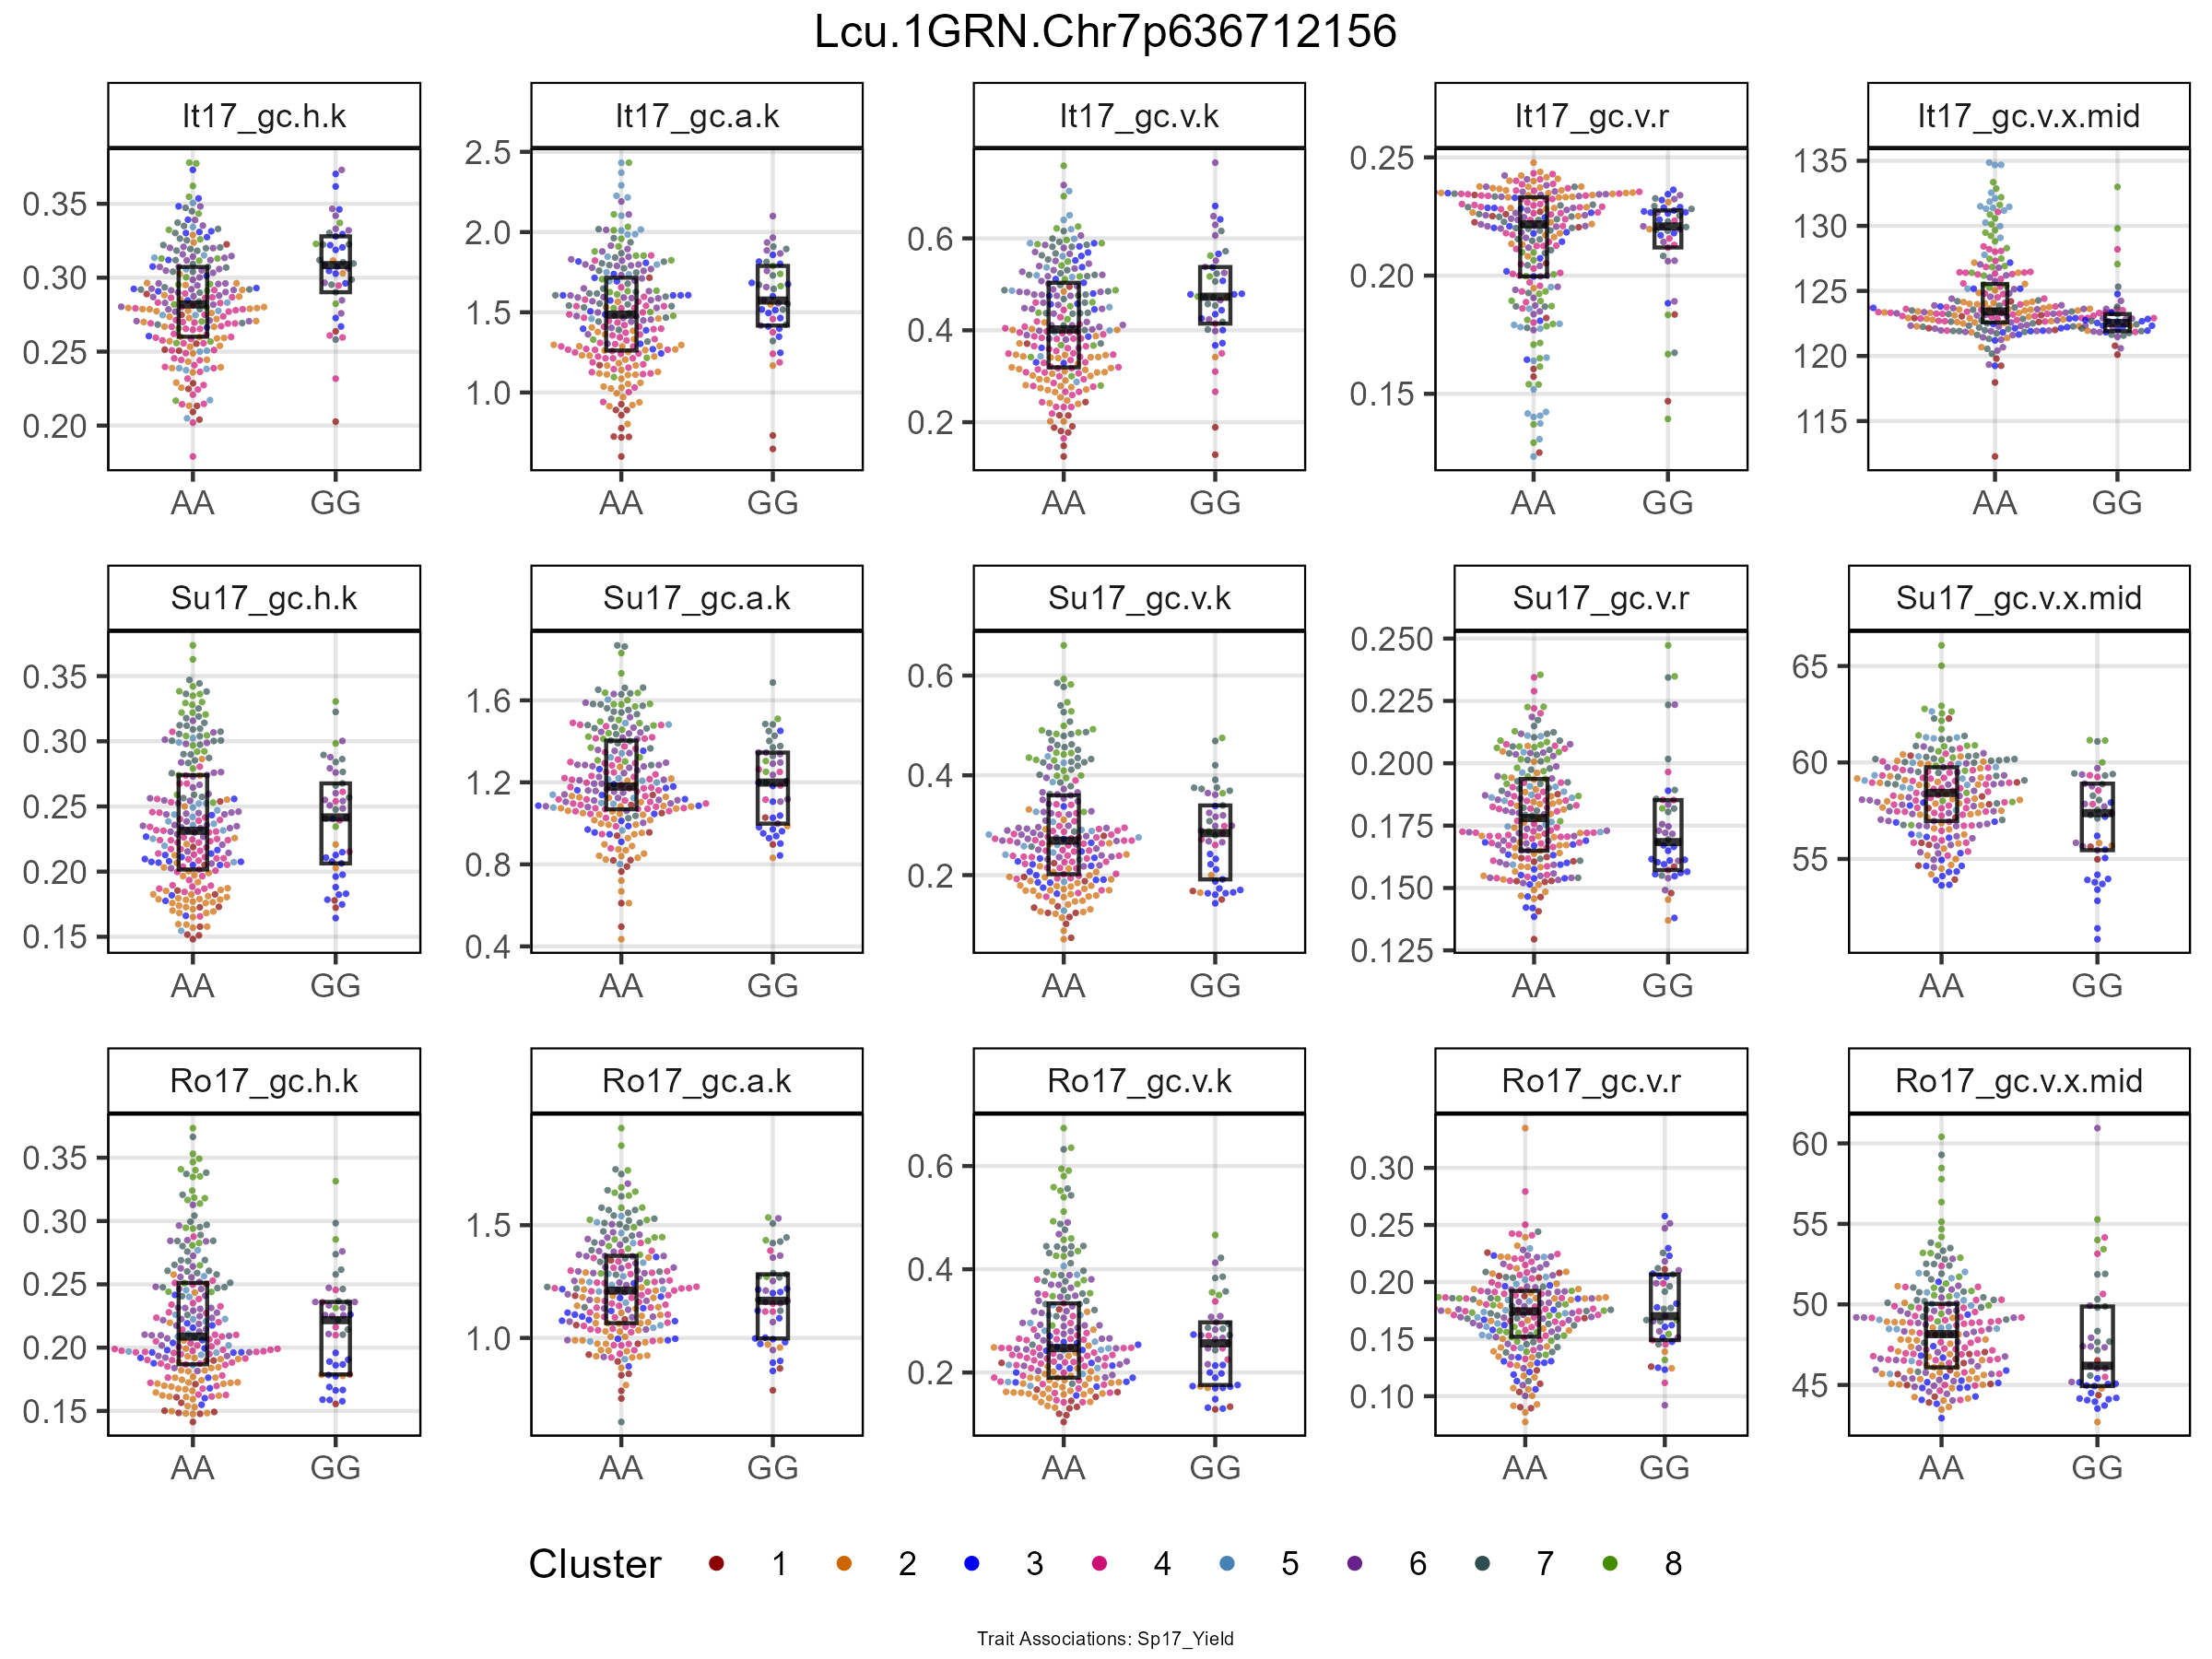 Lcu.1GRN.Chr7p636712156
It17_gc.h.k It17_gc.a.k It17_gc.v.k It17_gc.v.r It17_gc.v.x.mid
0.35 0.30 0.25 0.20
2.5 2.0 1.5 1.0
0.6 0.4 0.2
0.25 0.20 0.15
135 130 125 120 115
AA GG AA GG AA GG AA GG AA GG
Su17_gc.h.k Su17_gc.a.k Su17_gc.v.k Su17_gc.v.r Su17_gc.v.x.mid
0.35 0.30 0.25 0.20 0.15
1.6 1.2 0.8 0.4
0.6 0.4 0.2
0.250 0.225 0.200 0.175 0.150 0.125
65 60 55
AA GG AA GG AA GG AA GG AA GG
Ro17_gc.h.k Ro17_gc.a.k Ro17_gc.v.k Ro17_gc.v.r Ro17_gc.v.x.mid
0.35 0.30 0.25 0.20 0.15
1.5 1.0
0.6 0.4 0.2
0.30 0.25 0.20 0.15 0.10
60 55 50 45
AA GG AA GG AA GG AA GG AA GG
Cluster 1 2 3 4 5 6 7 8
Trait Associations: Sp17_Yield